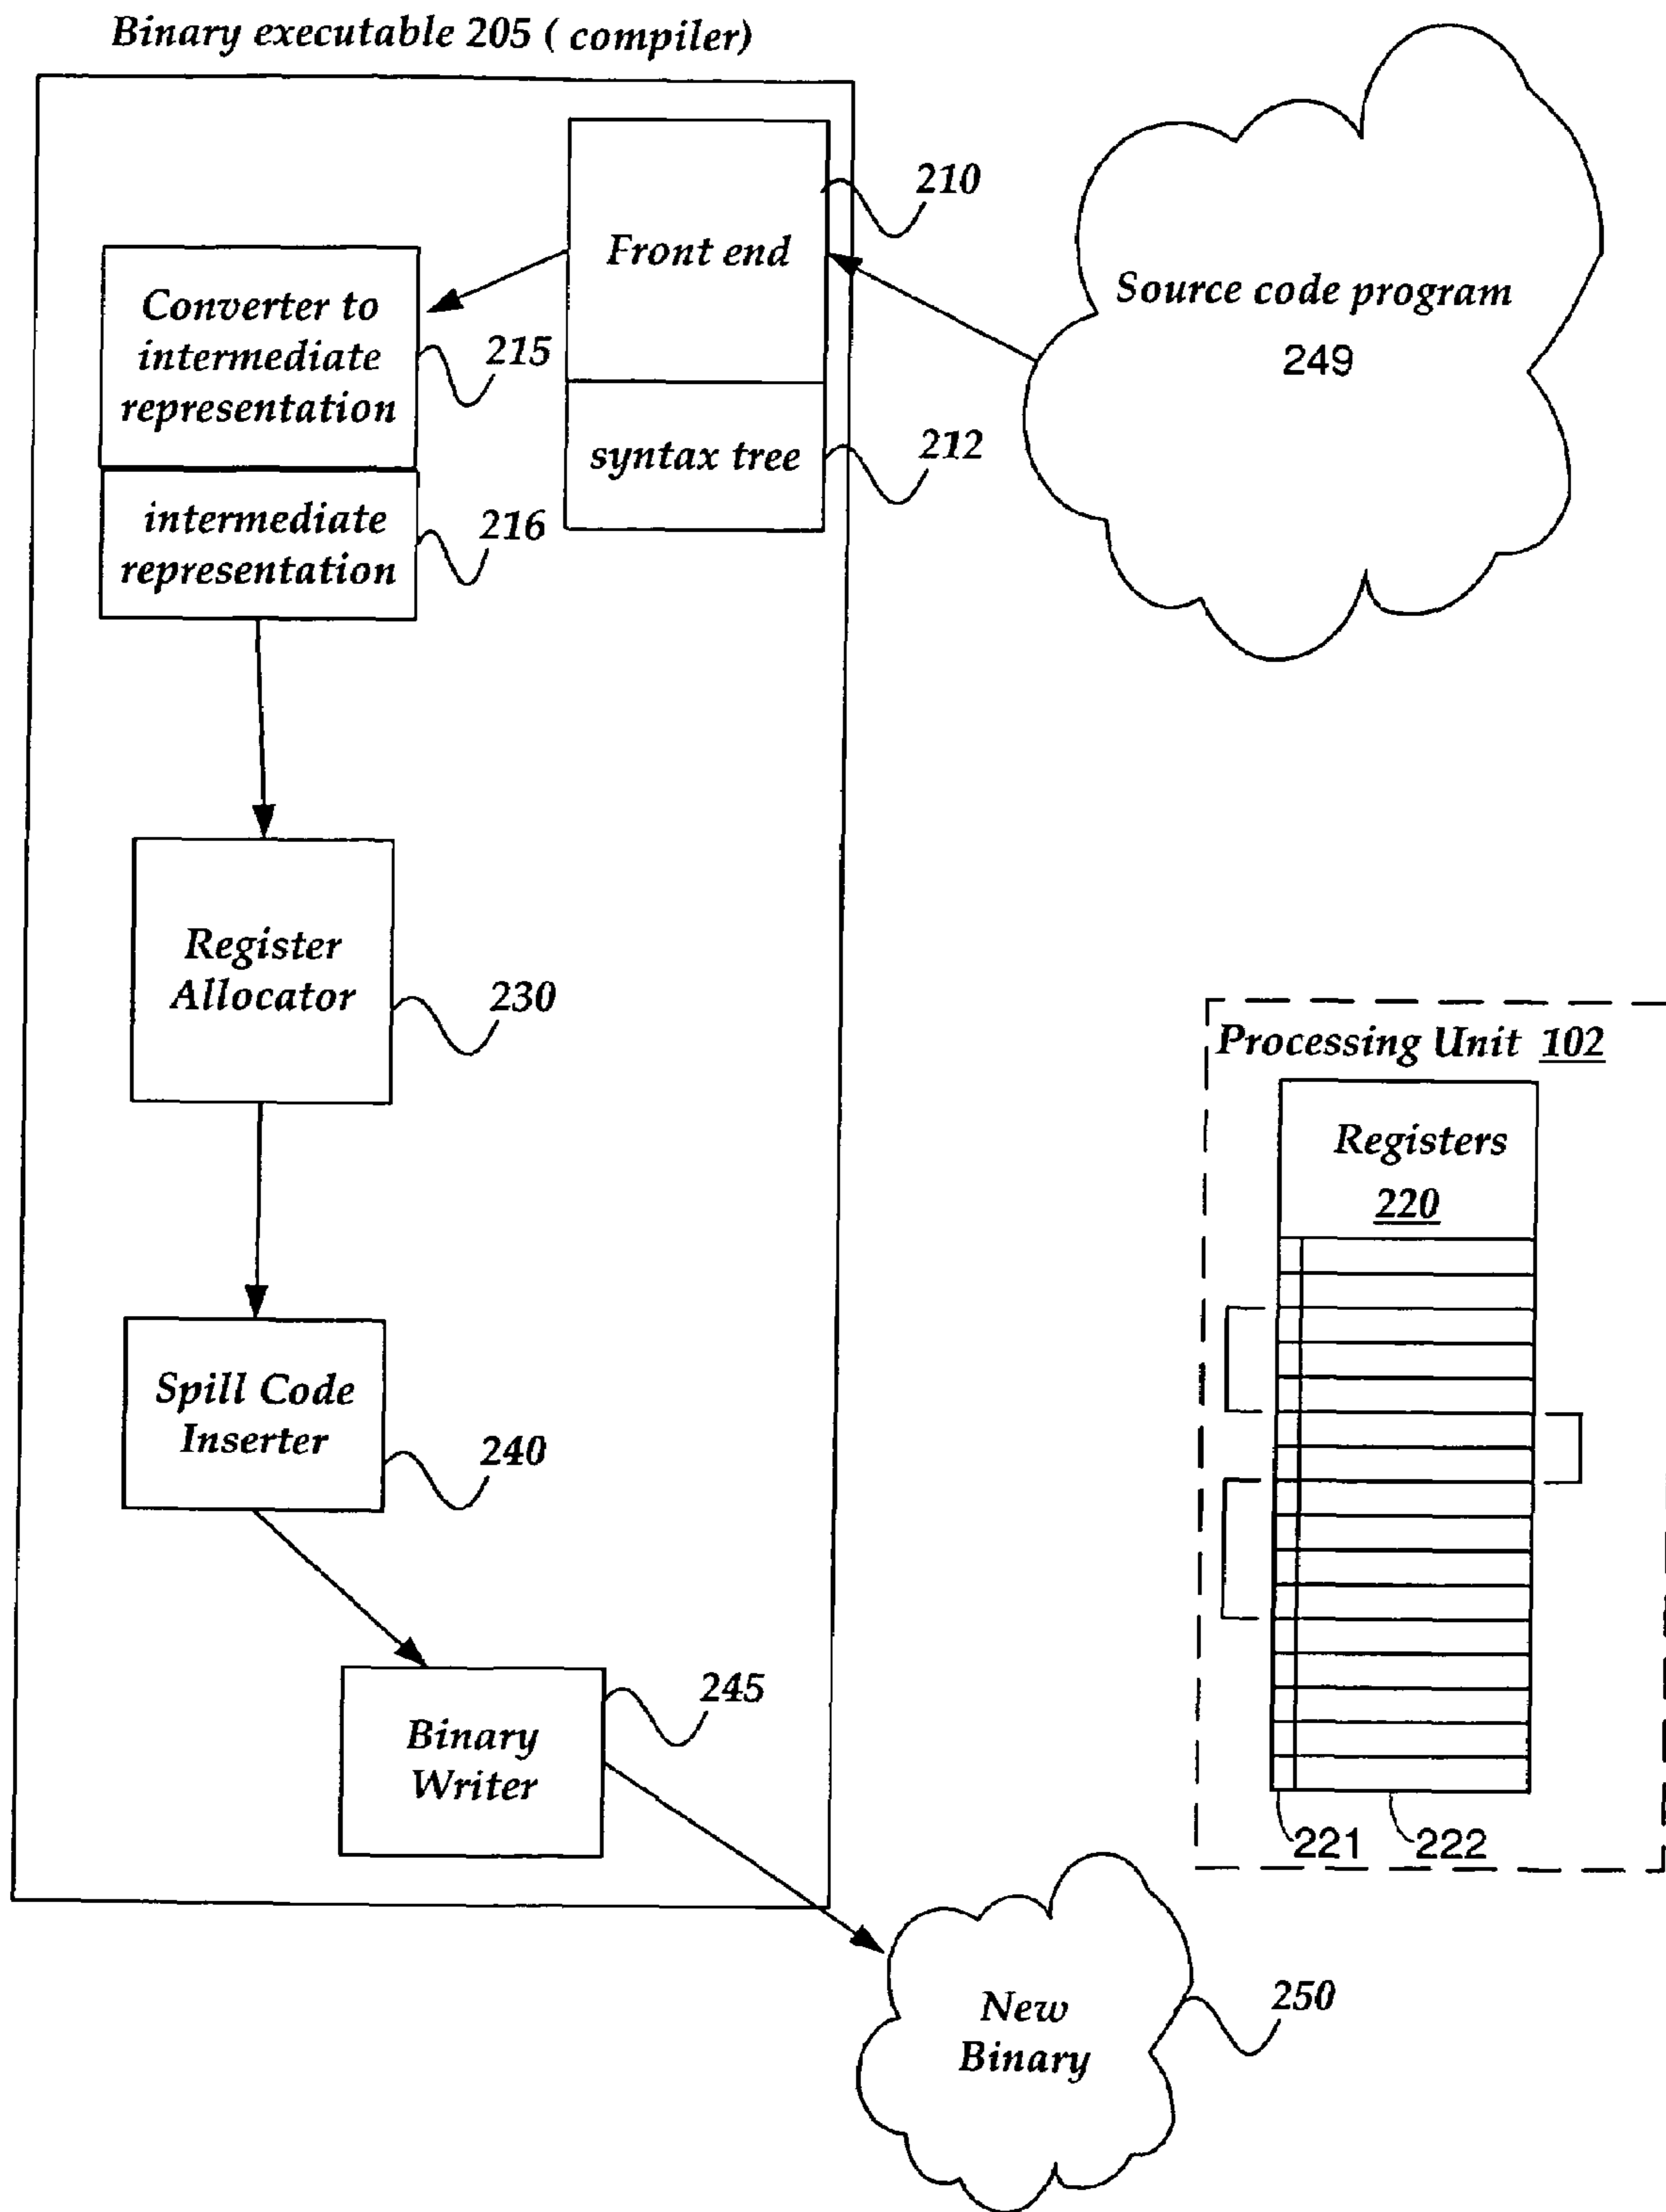 Binary executable 205 ( compiler)
210
Front end
Source code program
249
Converter to
intermediate
representation
215
syntax tree
212
intermediate
representation
216
Register
Allocator
230
Processing Unit 102
Registers
220
Spill Code
Inserter
240
245
Binary
Writer
221
222
New
Binary
250